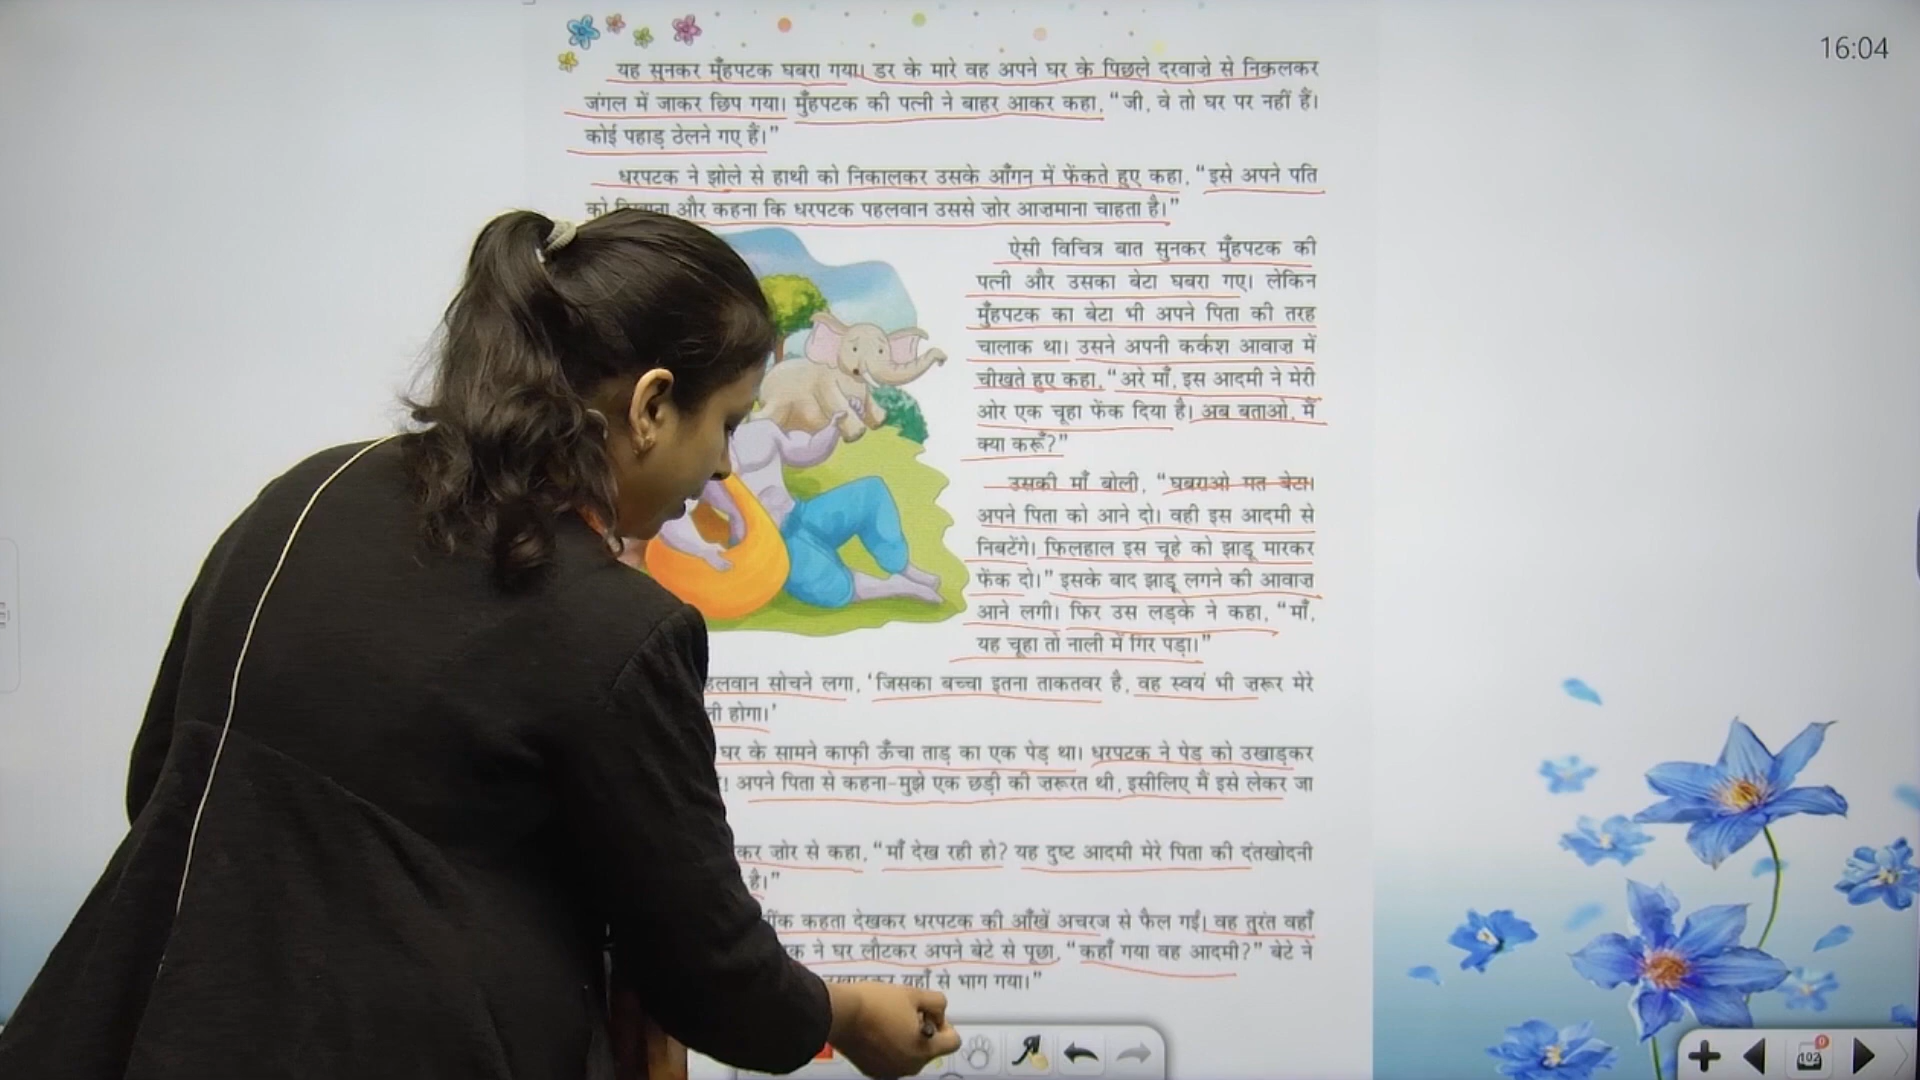 16:04
यह सुनकर मुँहपटक घबरा गया। डर के मारे वह अपने घर के पिछले दरवाज़े से निकलकर
जंगल में जाकर छिप गया। मुँहपटक की पत्नी ने बाहर आकर कहा, “जी, वे तो घर पर नहीं हैं।
कोई पहाड़ ठेलने गए हैं।”
धरपटक ने झोले से हाथी को निकालकर उसके आँगन में फेंकते हुए कहा, “इसे अपने पति
को और कहना कि धरपटक पहलवान उससे ज़ोर आज़माना चाहता है।”
ऐसी विचित्र बात सुनकर मुँहपटक की
पत्नी और उसका बेटा घबरा गए। लेकिन
मुँहपटक का बेटा भी अपने पिता की तरह
चालाक था। उसने अपनी कर्कश आवाज़ में
चीखते हुए कहा, “अरे माँ, इस आदमी ने मेरी
ओर एक चूहा फेंक दिया है। अब बताओ, मैं
क्या करूँ?”
उसकी माँ बोली, “घबराओ मत बेटा।
अपने पिता को आने दो। वही इस आदमी से
निबटेंगे। फिलहाल इस चूहे को झाड़ू मारकर
फेंक दो।” इसके बाद झाड़ू लगने की आवाज़
आने लगी। फिर उस लड़के ने कहा, “माँ,
यह चूहा तो नाली में गिर पड़ा।”
सोचने लगा, ‘जिसका बच्चा इतना ताकतवर है, वह स्वयं भी ज़रूर मेरे
होगा।’
घर के सामने काफ़ी ऊँचा ताड़ का एक पेड़ था। धरपटक ने पेड़ को उखाड़कर
अपने पिता से कहना-मुझे एक छड़ी की ज़रूरत थी, इसीलिए मैं इसे लेकर जा
कर ज़ोर से कहा, “माँ देख रही हो? यह दुष्ट आदमी मेरे पिता की दंतखोदनी
है।”
कहता देखकर धरपटक की आँखें अचरज से फैल गईं। वह तुरंत वहाँ
ने घर लौटकर अपने बेटे से पूछा, “कहाँ गया वह आदमी?” बेटे ने
यहाँ से भाग गया।”
102
0